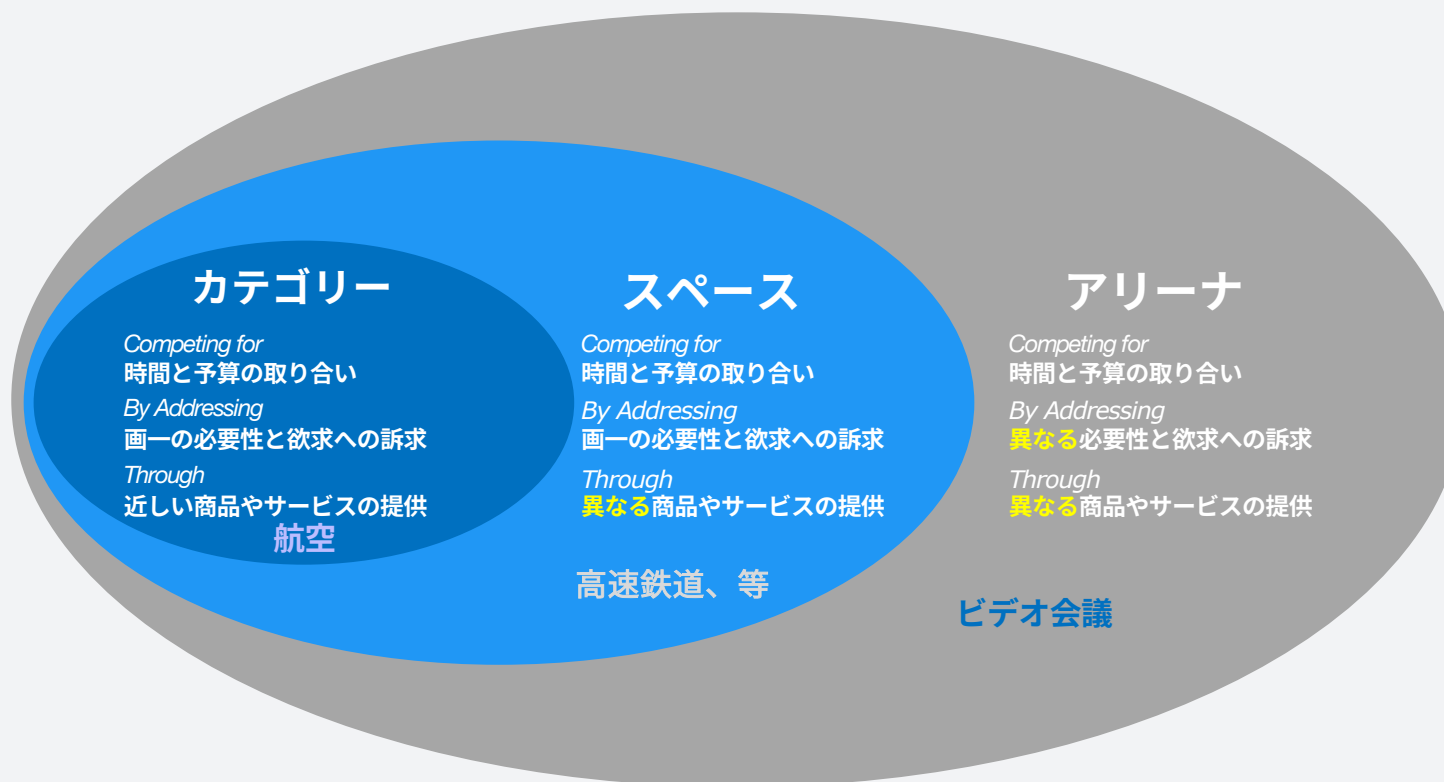 カテゴリー
Competing for
時間と予算の取り合い
By Addressing
画一の必要性と欲求への訴求
Through
近しい商品やサービスの提供
航空
スペース
Competing for
時間と予算の取り合い
By Addressing
画一の必要性と欲求への訴求
Through
異なる商品やサービスの提供
高速鉄道、等
アリーナ
Competing for
時間と予算の取り合い
By Addressing
異なる必要性と欲求への訴求
Through
異なる商品やサービスの提供
ビデオ会議